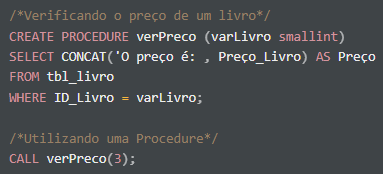 /*Verificando o preço de um livro*/
CREATE PROCEDURE verPreco (varLivro smallint)
SELECT CONCAT('O preço é: , Preço_Livro) AS Preço
FROM tbl_livro
WHERE ID_Livro = varLivro;
/*Utilizando uma Procedure*/
CALL verPreco(3);